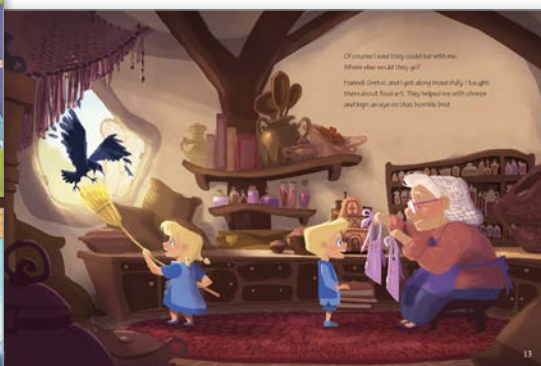 Of course I said they could live with me.
Where else would they go?
Hansel, Gretel, and I got along beautifully. I taught
them about food art. They helped me with chores
and kept an eye on that horrible bird.
13